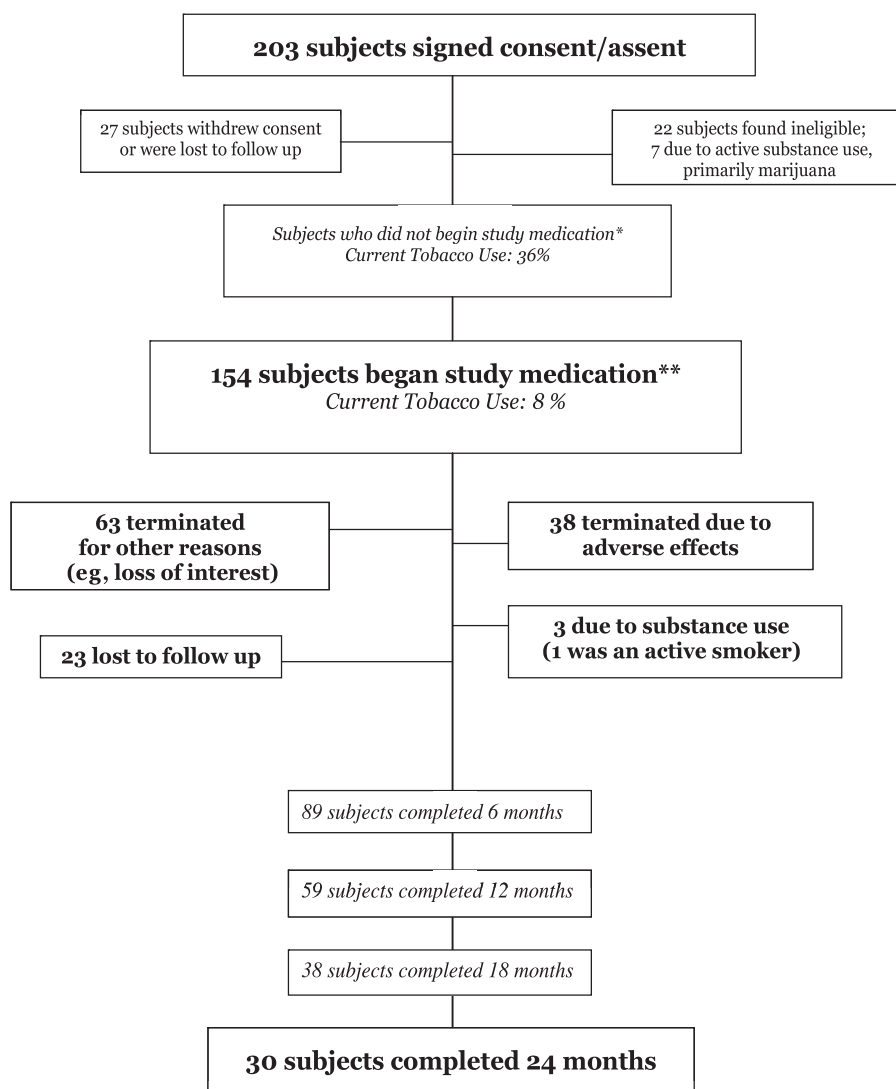 203 subjects signed consent/assent
27 subjects withdrew consent
or were lost to follow up
22 subjects found ineligible;
7 due to active substance use,
primarily marijuana
Subjects who did not begin study medication*
Current Tobacco Use: 36%
154 subjects began study medication**
Current Tobacco Use: 8 %
63 terminated
for other reasons
(eg, loss of interest)
38 terminated due to
adverse effects
3 due to substance use
(1 was an active smoker)
23 lost to follow up
89 subjects completed 6 months
59 subjects completed 12 months
38 subjects completed 18 months
30 subjects completed 24 months